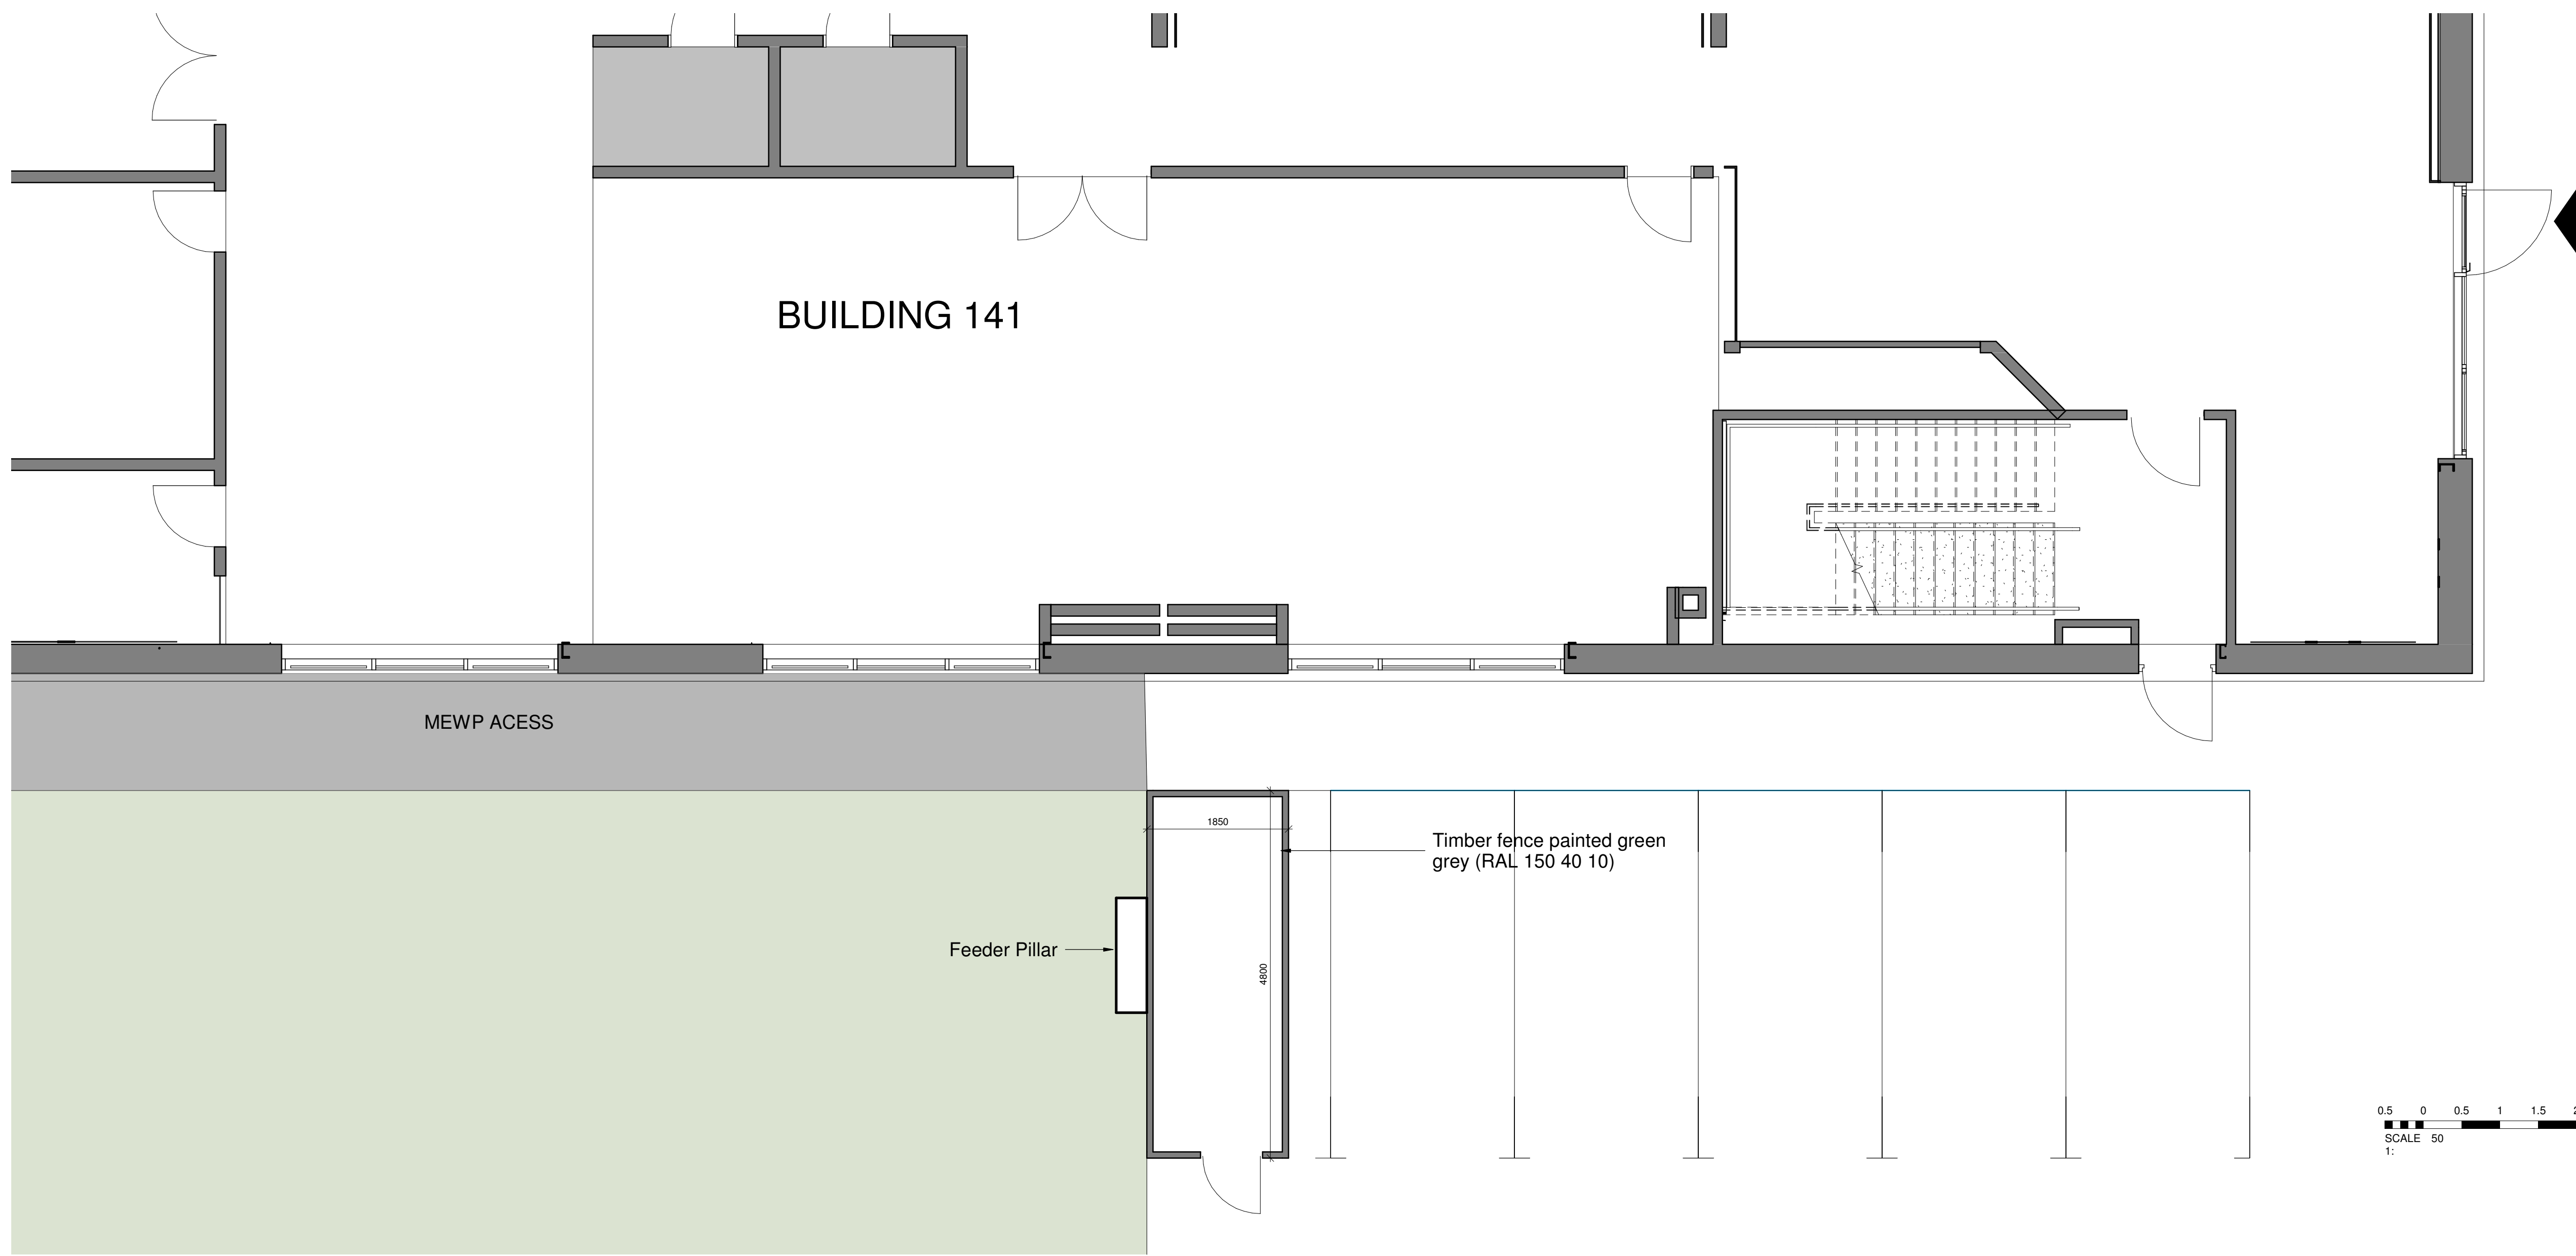 BUILDING 141
MEWP ACESS
1850
Timber fence painted green
grey (RAL 150 40 10)
Feeder Pillar
4800
0.5 0 0.5 1 1.5
SCALE 50
1: